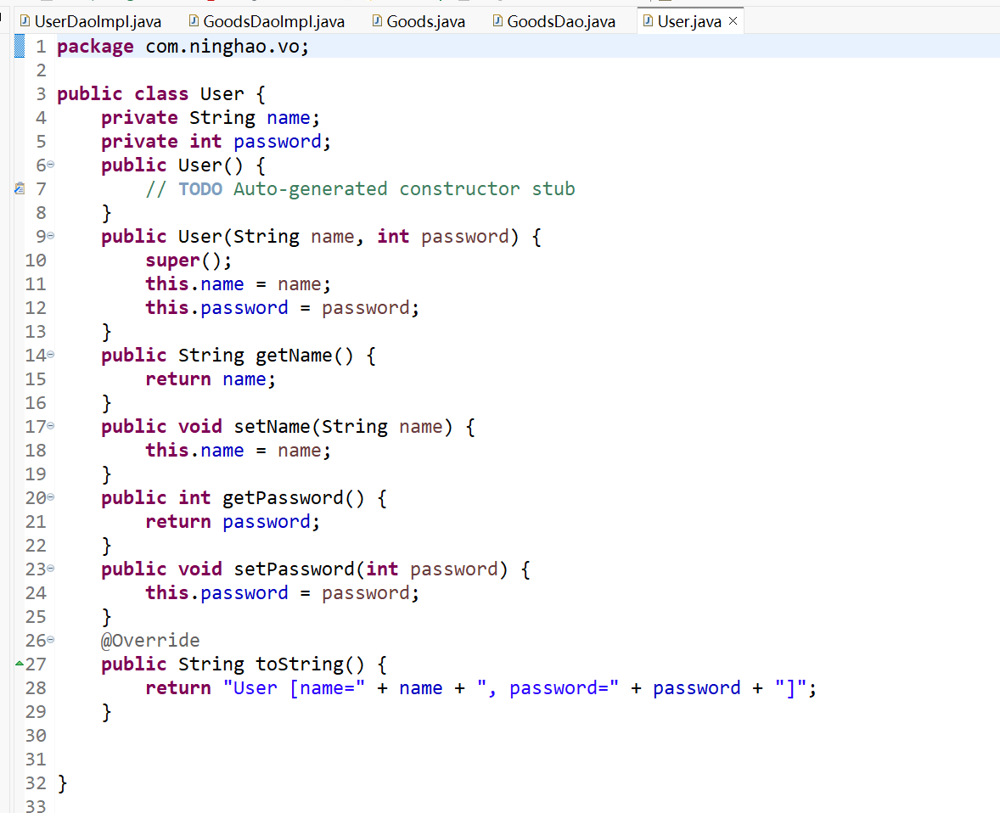 UserDaoImpl.java GoodsDaoImpl.java Goods.java GoodsDao.java User.java
1 package com.ninghao.vo;
2
3 public class User {
4     private String name;
5     private int password;
6     public User() {
7         // TODO Auto-generated constructor stub
8     }
9     public User(String name, int password) {
10         super();
11         this.name = name;
12         this.password = password;
13     }
14     public String getName() {
15         return name;
16     }
17     public void setName(String name) {
18         this.name = name;
19     }
20     public int getPassword() {
21         return password;
22     }
23     public void setPassword(int password) {
24         this.password = password;
25     }
26     @Override
27     public String toString() {
28         return "User [name=" + name + ", password=" + password + "]";
29     }
30
31
32 }
33